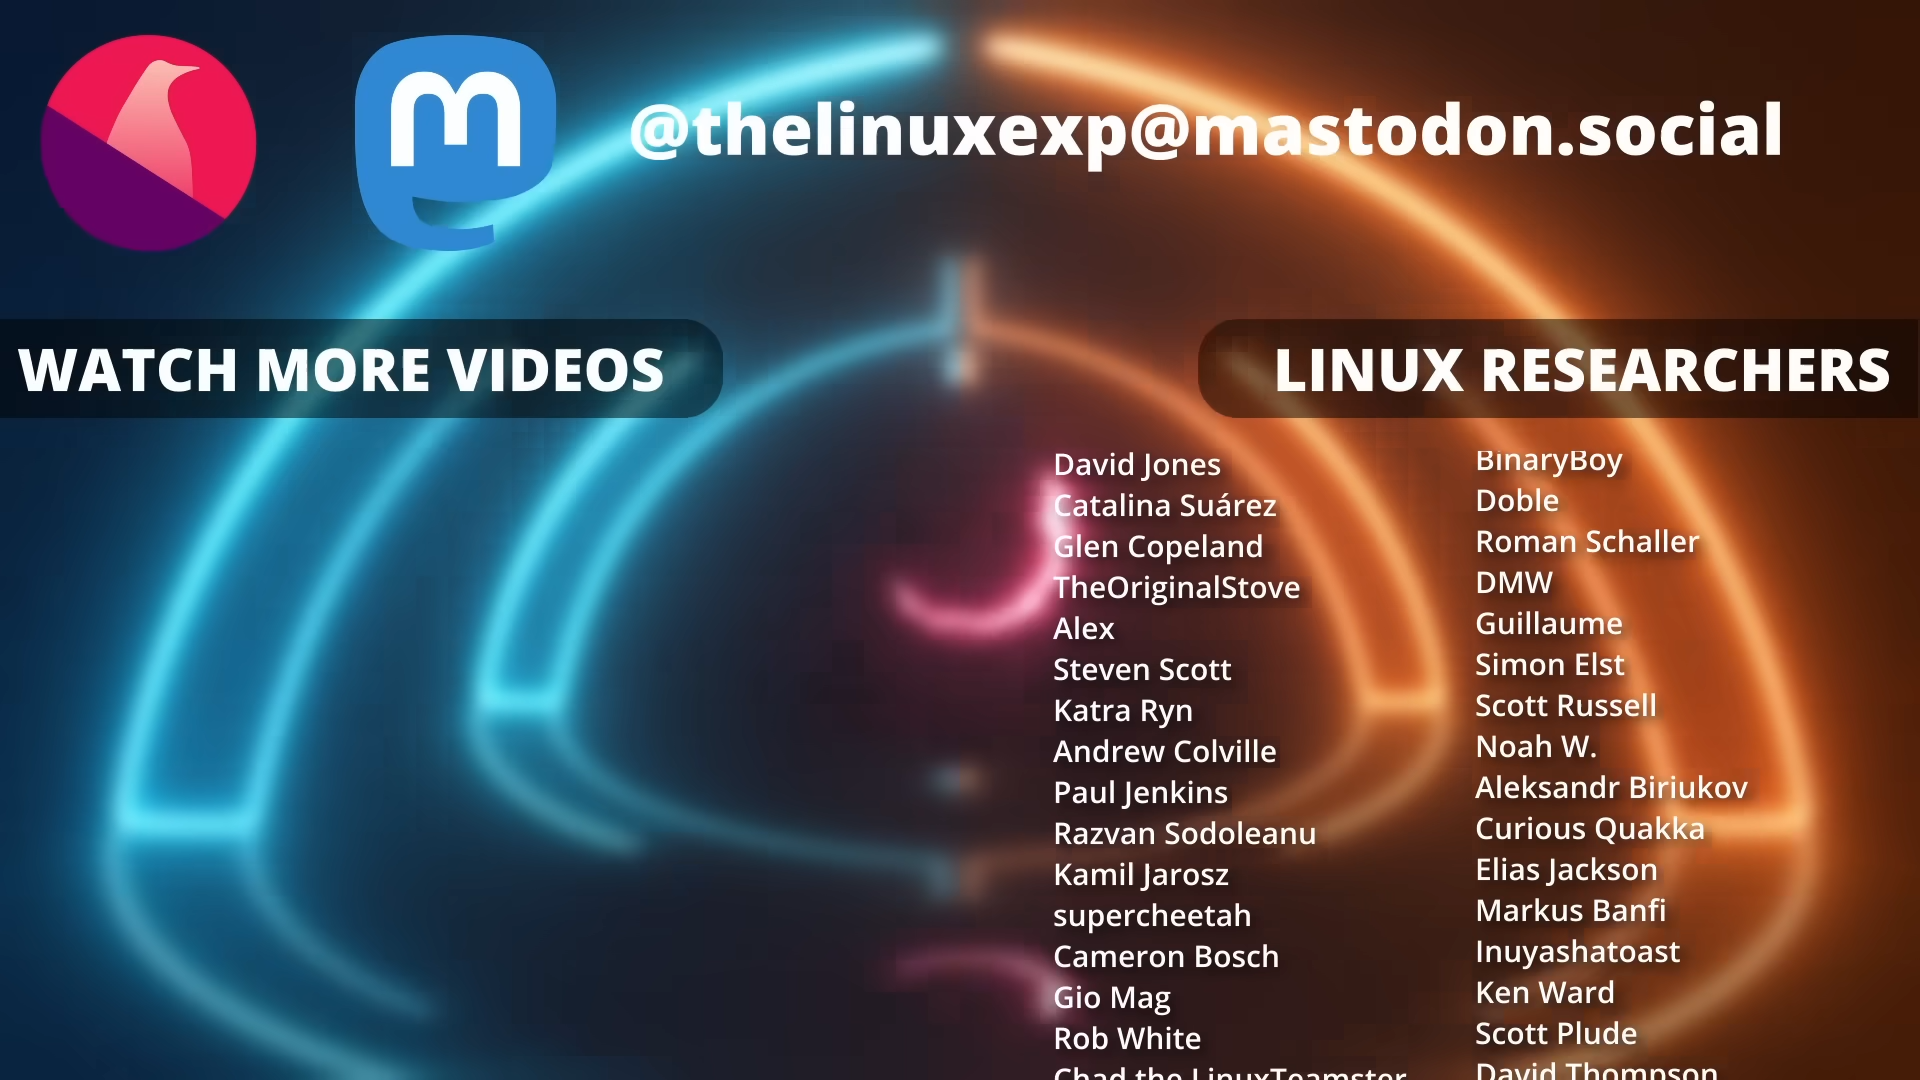 @thelinuxexp@mastodon.social
WATCH MORE VIDEOS
LINUX RESEARCHERS
David Jones
Catalina Suárez
Glen Copeland
TheOriginalStove
Alex
Steven Scott
Katra Ryn
Andrew Colville
Paul Jenkins
Razvan Sodoleanu
Kamil Jarosz
supercheetah
Cameron Bosch
Gio Mag
Rob White
Chad the LinuxTeamster
BinaryBoy
Doble
Roman Schaller
DMW
Guillaume
Simon Elst
Scott Russell
Noah W.
Aleksandr Biriukov
Curious Quakka
Elias Jackson
Markus Banfi
Inuyashatoast
Ken Ward
Scott Plude
David Thompson